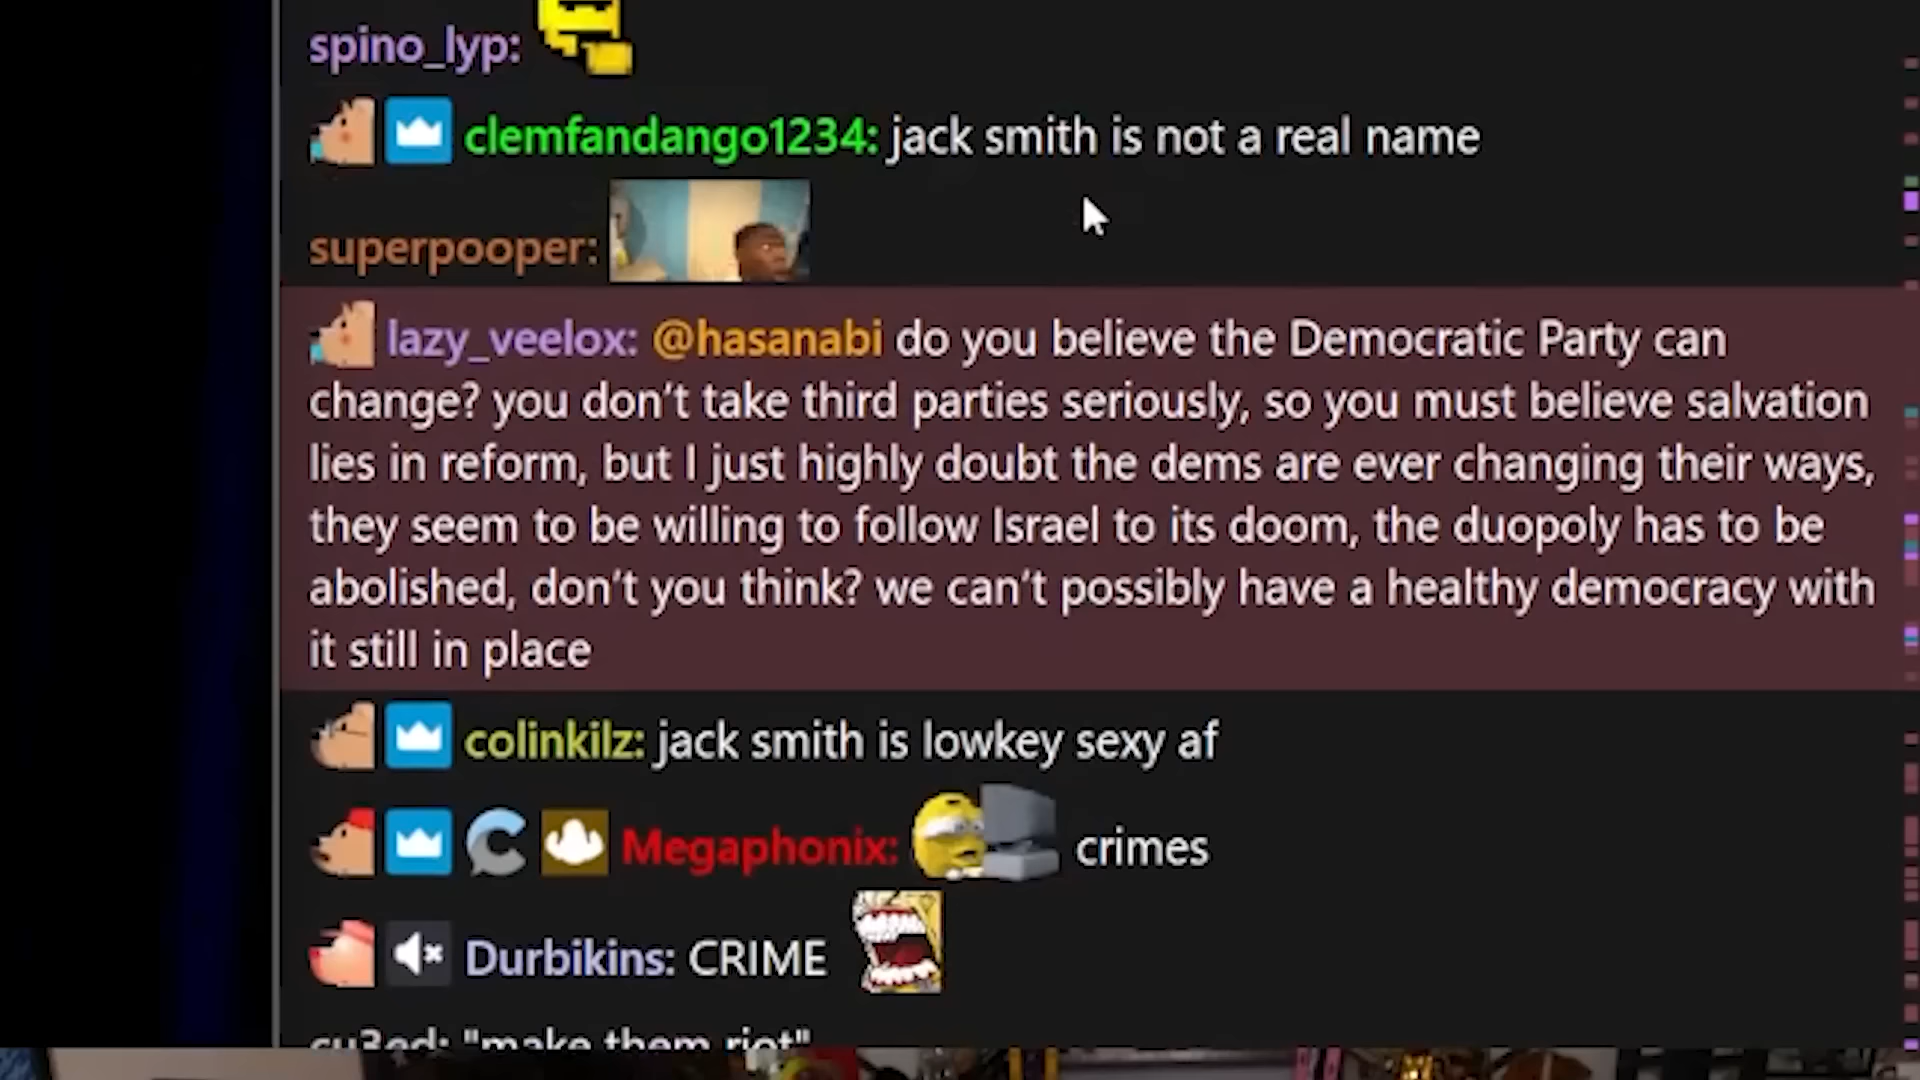 spino_lyp:
clemfandango1234: jack smith is not a real name
superpooper:
lazy_veelox: @hasanabi do you believe the Democratic Party can
change? you don't take third parties seriously, so you must believe salvation
lies in reform, but I just highly doubt the dems are ever changing their ways,
they seem to be willing to follow Israel to its doom, the duopoly has to be
abolished, don't you think? we can't possibly have a healthy democracy with
it still in place
colinkilz: jack smith is lowkey sexy af
Megaphonix: crimes
Durbikins: CRIME
cu3ed: "make them riot"